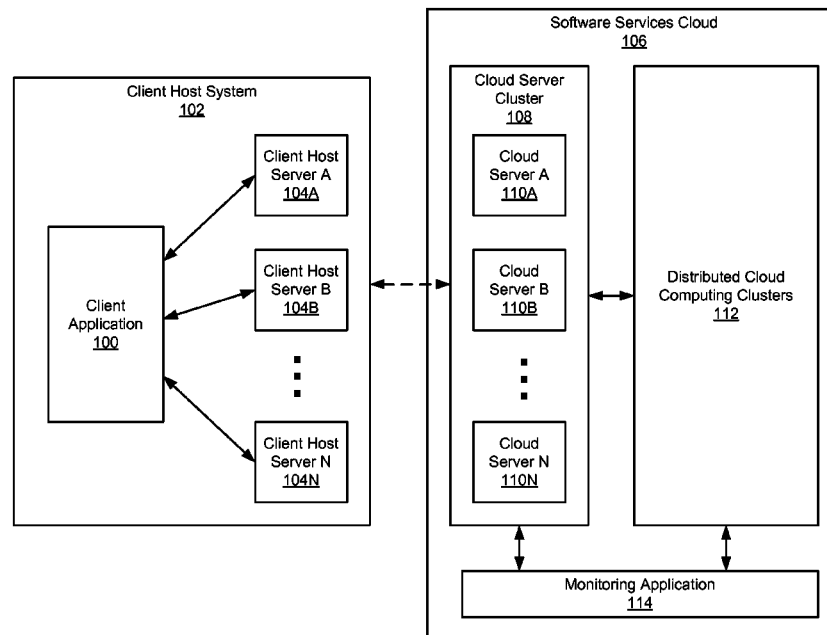 Software Services Cloud
106
Client Host System
102
Cloud Server
Cluster
108
Client Host
Server A
104A
Cloud
Server A
110A
Client
Application
100
Client Host
Server B
104B
Cloud
Server B
110B
Distributed Cloud
Computing Clusters
112
Client Host
Server N
104N
Cloud
Server N
110N
Monitoring Application
114